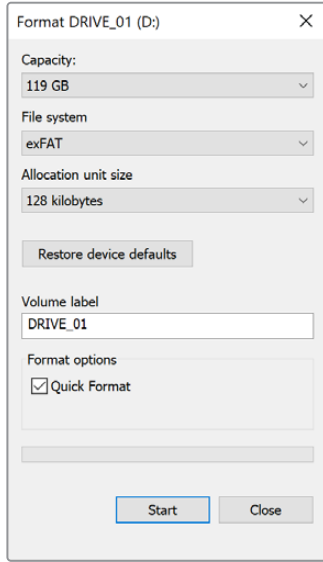 Format DRIVE_01 (D:)
Capacity:
119 GB
File system
exFAT
Allocation unit size
128 kilobytes
Restore device defaults
Volume label
DRIVE_01
Format options
Quick Format
Start
Close